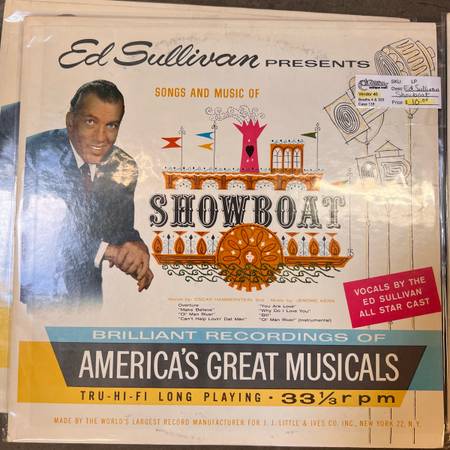 Ed Sullivan PRESENTS
SONGS AND MUSIC OF
SHOWBOAT
Words by: OSCAR HAMMERSTEIN 2nd Music by: JEROME KERN
Overture
"Make Believe"
"Ol' Man River"
"Can't Help Lovin' Dat Man"
"You Are Love"
"Why Do I Love You"
"Bill"
"Ol' Man River" (Instrumental)
VOCALS BY THE
ED SULLIVAN
ALL STAR CAST
BRILLIANT RECORDINGS OF
AMERICA'S GREAT MUSICALS
TRU-HI-FI LONG PLAYING • 33 1/3 rpm
MADE BY THE WORLD'S LARGEST RECORD MANUFACTURER FOR J. J. LITTLE & IVES CO. INC., NEW YORK 22, N.Y.
SKU: LP
Ed Sullivan
Showboat
Price: $ 10.00